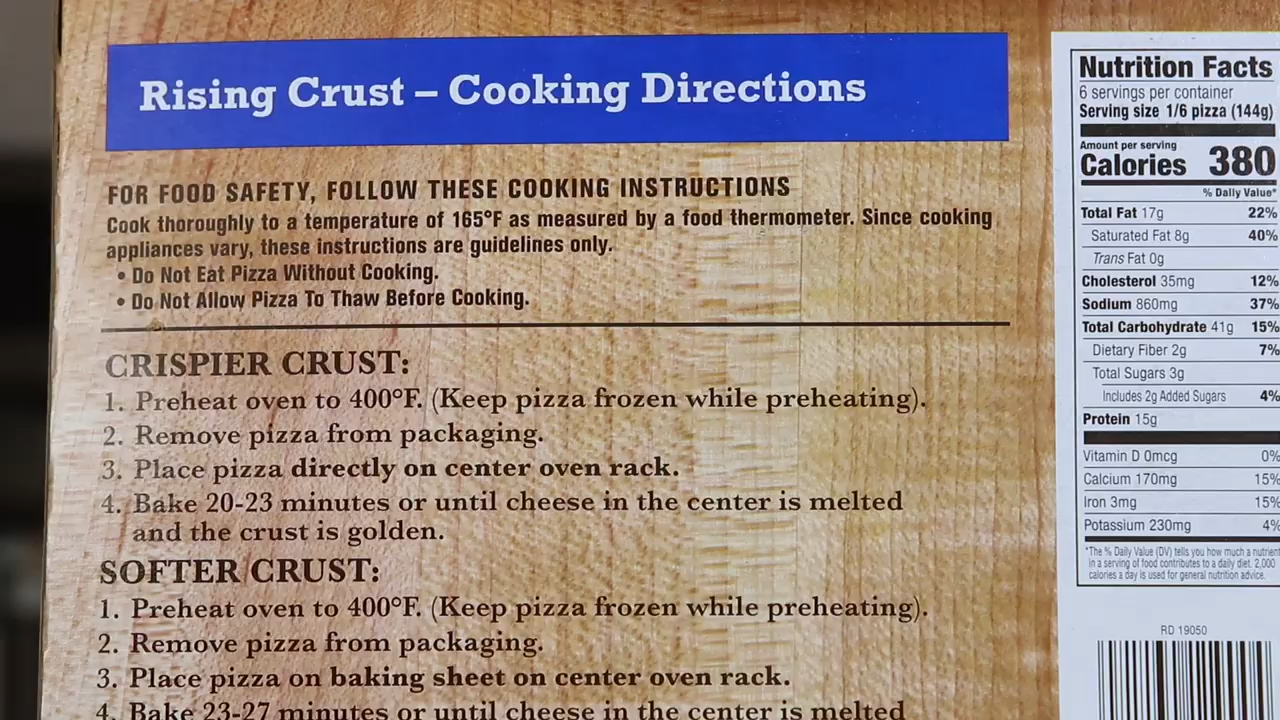 Rising Crust – Cooking Directions
FOR FOOD SAFETY, FOLLOW THESE COOKING INSTRUCTIONS
Cook thoroughly to a temperature of 165°F as measured by a food thermometer. Since cooking
appliances vary, these instructions are guidelines only.
• Do Not Eat Pizza Without Cooking.
• Do Not Allow Pizza To Thaw Before Cooking.
CRISPIER CRUST:
1. Preheat oven to 400°F. (Keep pizza frozen while preheating).
2. Remove pizza from packaging.
3. Place pizza directly on center oven rack.
4. Bake 20-23 minutes or until cheese in the center is melted
and the crust is golden.
SOFTER CRUST:
1. Preheat oven to 400°F. (Keep pizza frozen while preheating).
2. Remove pizza from packaging.
3. Place pizza on baking sheet on center oven rack.
4. Bake 23-27 minutes or until cheese in the center is melted
Nutrition Facts
6 servings per container
Serving size 1/6 pizza (144g)
Amount per serving
Calories 380
% Daily Value*
Total Fat 17g 22%
Saturated Fat 8g 40%
Trans Fat 0g
Cholesterol 35mg 12%
Sodium 860mg 37%
Total Carbohydrate 41g 15%
Dietary Fiber 2g 7%
Total Sugars 3g
Includes 2g Added Sugars 4%
Protein 15g
Vitamin D 0mcg 0%
Calcium 170mg 15%
Iron 3mg 15%
Potassium 230mg 4%
*The % Daily Value (DV) tells you how much a nutrient
in a serving of food contributes to a daily diet. 2,000
calories a day is used for general nutrition advice.
RD 19050